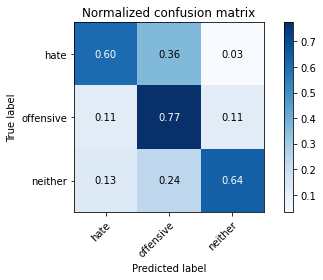 Normalized confusion matrix
True label
hate
0.60 0.36 0.03
offensive
0.11 0.77 0.11
neither
0.13 0.24 0.64
hate
offensive
neither
Predicted label
0.7
0.6
0.5
0.4
0.3
0.2
0.1